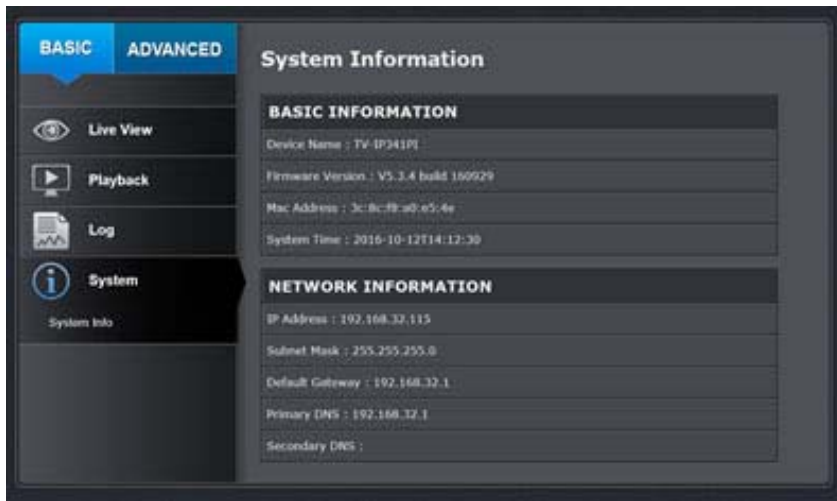 BASIC
ADVANCED
Live View
Playback
Log
System
System Info
System Information
BASIC INFORMATION
Device Name : TV-IP341PI
Firmware Version : V5.3.4 build 160929
Mac Address : 3c:8c:f8:a0:e5:4e
System Time : 2016-10-12T14:12:30
NETWORK INFORMATION
IP Address : 192.168.32.115
Subnet Mask : 255.255.255.0
Default Gateway : 192.168.32.1
Primary DNS : 192.168.32.1
Secondary DNS :